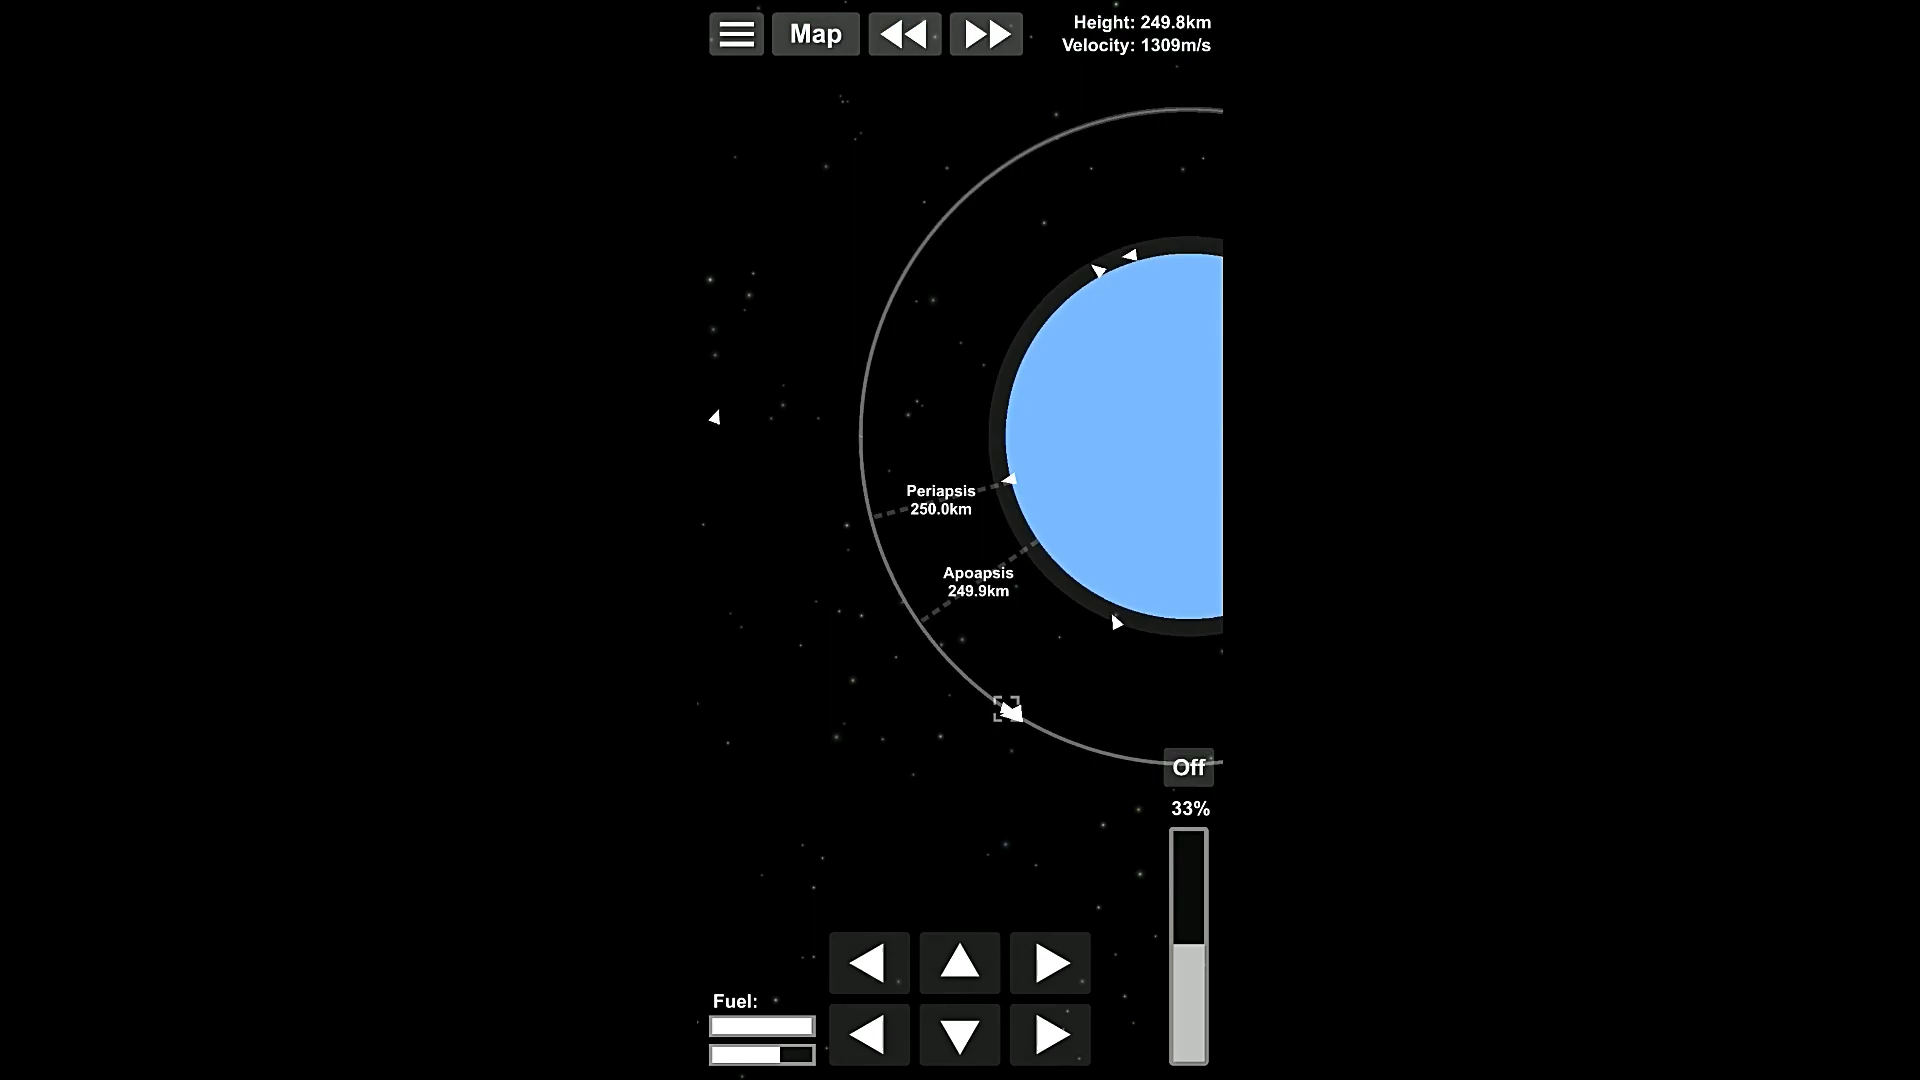 Map
Height: 249.8km
Velocity: 1309m/s
Periapsis
250.0km
Apoapsis
249.9km
Off
33%
Fuel: